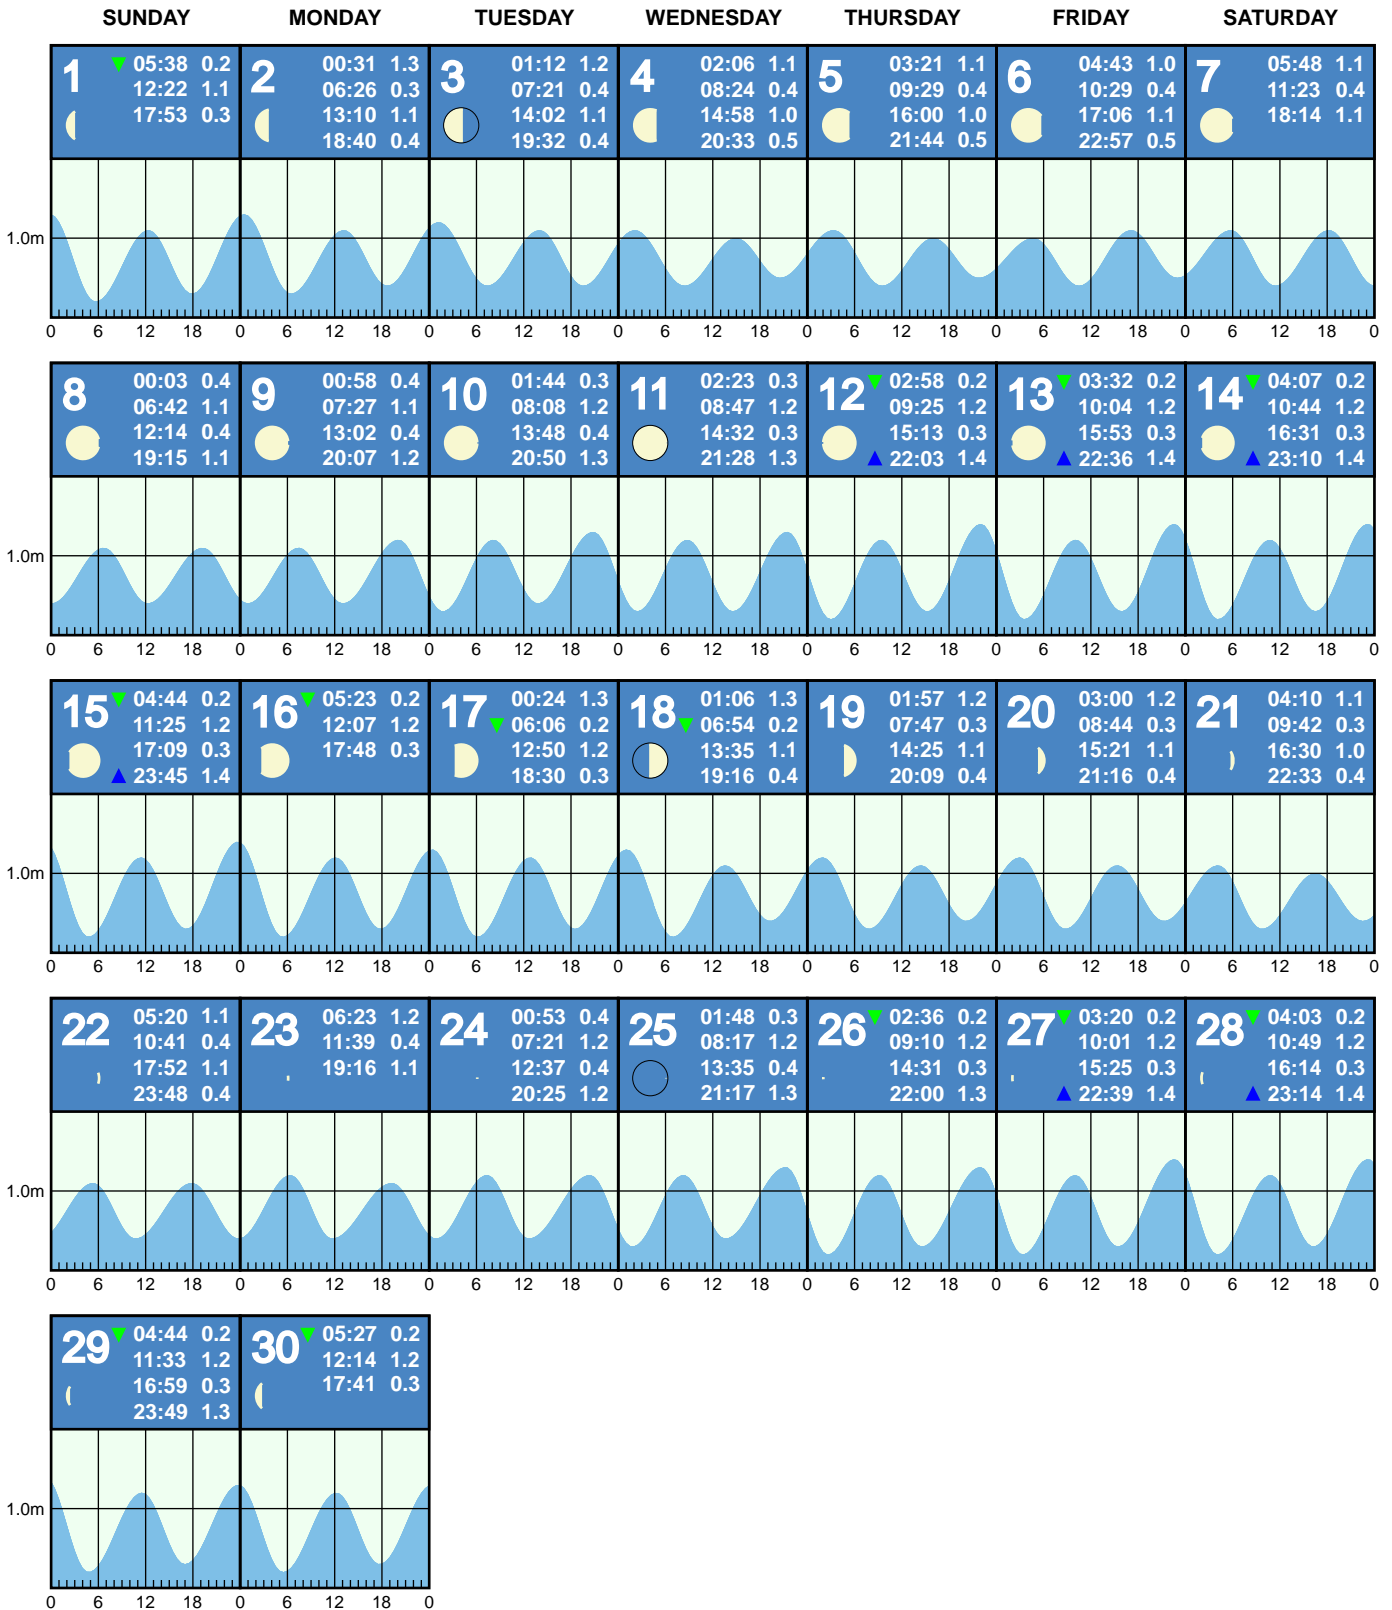 SUNDAY MONDAY TUESDAY WEDNESDAY THURSDAY FRIDAY SATURDAY
1 05:38 0.2
12:22 1.1
17:53 0.3
2 00:31 1.3
06:26 0.3
13:10 1.1
18:40 0.4
3 01:12 1.2
07:21 0.4
14:02 1.1
19:32 0.4
4 02:06 1.1
08:24 0.4
14:58 1.0
20:33 0.5
5 03:21 1.1
09:29 0.4
16:00 1.0
21:44 0.5
6 04:43 1.0
10:29 0.4
17:06 1.1
22:57 0.5
7 05:48 1.1
11:23 0.4
18:14 1.1
1.0m
0 6 12 18 0 6 12 18 0 6 12 18 0 6 12 18 0 6 12 18 0 6 12 18 0 6 12 18 0
8 00:03 0.4
06:42 1.1
12:14 0.4
19:15 1.1
9 00:58 0.4
07:27 1.1
13:02 0.4
20:07 1.2
10 01:44 0.3
08:08 1.2
13:48 0.4
20:50 1.3
11 02:23 0.3
08:47 1.2
14:32 0.3
21:28 1.3
12 02:58 0.2
09:25 1.2
15:13 0.3
22:03 1.4
13 03:32 0.2
10:04 1.2
15:53 0.3
22:36 1.4
14 04:07 0.2
10:44 1.2
16:31 0.3
23:10 1.4
1.0m
0 6 12 18 0 6 12 18 0 6 12 18 0 6 12 18 0 6 12 18 0 6 12 18 0 6 12 18 0
15 04:44 0.2
11:25 1.2
17:09 0.3
23:45 1.4
16 05:23 0.2
12:07 1.2
17:48 0.3
17 00:24 1.3
06:06 0.2
12:50 1.2
18:30 0.3
18 01:06 1.3
06:54 0.2
13:35 1.1
19:16 0.4
19 01:57 1.2
07:47 0.3
14:25 1.1
20:09 0.4
20 03:00 1.2
08:44 0.3
15:21 1.1
21:16 0.4
21 04:10 1.1
09:42 0.3
16:30 1.0
22:33 0.4
1.0m
0 6 12 18 0 6 12 18 0 6 12 18 0 6 12 18 0 6 12 18 0 6 12 18 0 6 12 18 0
22 05:20 1.1
10:41 0.4
17:52 1.1
23:48 0.4
23 06:23 1.2
11:39 0.4
19:16 1.1
24 00:53 0.4
07:21 1.2
12:37 0.4
20:25 1.2
25 01:48 0.3
08:17 1.2
13:35 0.4
21:17 1.3
26 02:36 0.2
09:10 1.2
14:31 0.3
22:00 1.3
27 03:20 0.2
10:01 1.2
15:25 0.3
22:39 1.4
28 04:03 0.2
10:49 1.2
16:14 0.3
23:14 1.4
1.0m
0 6 12 18 0 6 12 18 0 6 12 18 0 6 12 18 0 6 12 18 0 6 12 18 0 6 12 18 0
29 04:44 0.2
11:33 1.2
16:59 0.3
23:49 1.3
30 05:27 0.2
12:14 1.2
17:41 0.3
1.0m
0 6 12 18 0 6 12 18 0